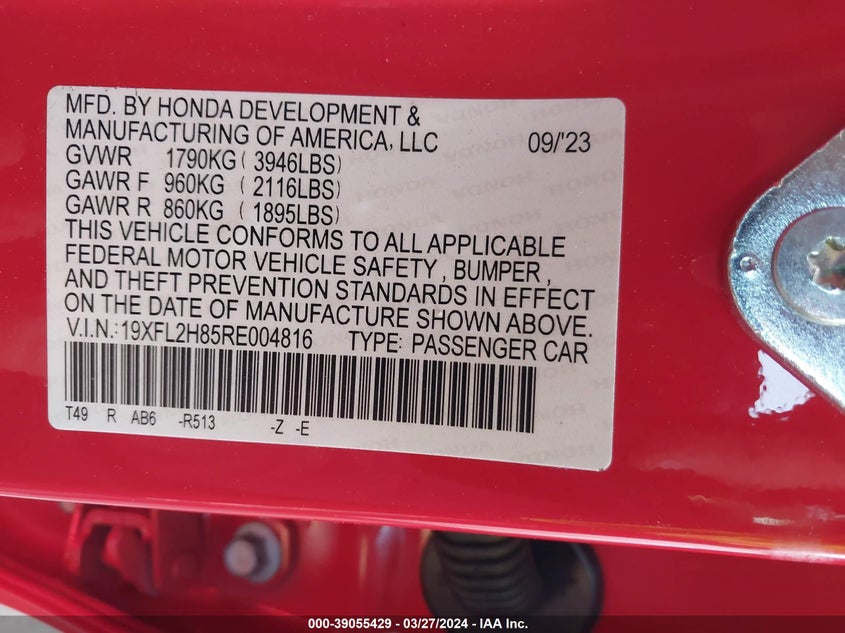 MFD. BY HONDA DEVELOPMENT &
MANUFACTURING OF AMERICA, LLC 09/'23
GVWR 1790KG ( 3946LBS)
GAWR F 960KG ( 2116LBS)
GAWR R 860KG ( 1895LBS)
THIS VEHICLE CONFORMS TO ALL APPLICABLE
FEDERAL MOTOR VEHICLE SAFETY, BUMPER,
AND THEFT PREVENTION STANDARDS IN EFFECT
ON THE DATE OF MANUFACTURE SHOWN ABOVE.
V.I.N.:19XFL2H85RE004816 TYPE: PASSENGER CAR
T49 R AB6 -R513 -Z -E
000-39055429 – 03/27/2024 – IAA Inc.